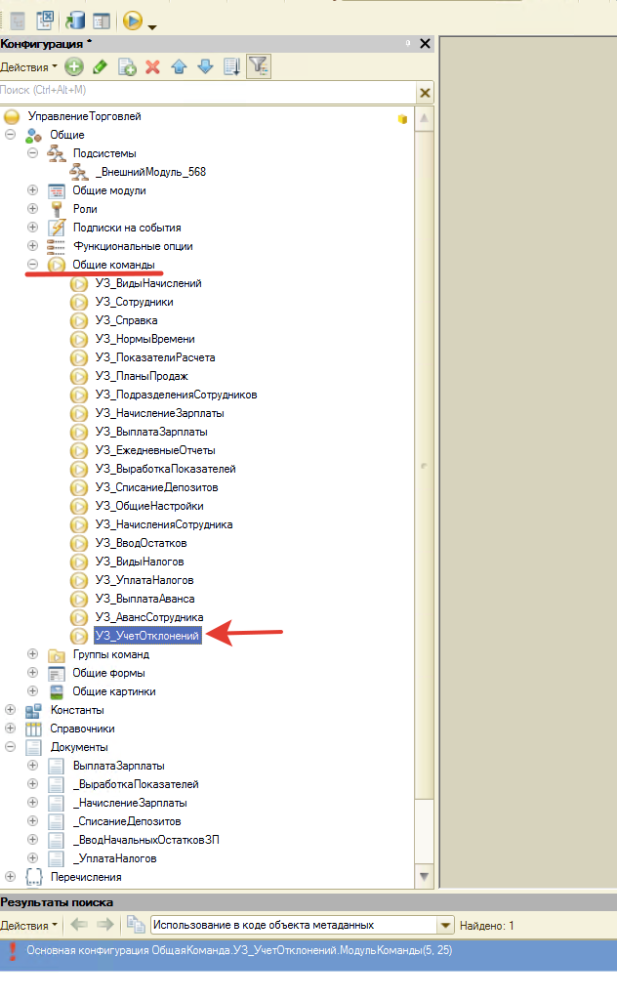 Конфигурация *
Действия
Поиск (Ctrl+Alt+M)
УправлениеТорговлей
Общие
Подсистемы
_ВнешнийМодуль_568
Общие модули
Роли
Подписки на события
Функциональные опции
Общие команды
УЗ_ВидыНачислений
УЗ_Сотрудники
УЗ_Справка
УЗ_НормыВремени
УЗ_ПоказателиРасчета
УЗ_ПланыПродаж
УЗ_ПодразделенияСотрудников
УЗ_НачислениеЗарплаты
УЗ_ВыплатаЗарплаты
УЗ_ЕжедневныеОтчеты
УЗ_ВыработкаПоказателей
УЗ_СписаниеДепозитов
УЗ_ОбщиеНастройки
УЗ_НачисленияСотрудника
УЗ_ВводОстатков
УЗ_ВидыНалогов
УЗ_УплатаНалогов
УЗ_ВыплатаАванса
УЗ_АвансСотрудника
УЗ_УчетОтклонений
Группы команд
Общие формы
Общие картинки
Константы
Справочники
Документы
ВыплатаЗарплаты
_ВыработкаПоказателей
_НачислениеЗарплаты
_СписаниеДепозитов
_ВводНачальныхОстатковЗП
_УплатаНалогов
Перечисления
Результаты поиска
Действия Использование в коде объекта метаданных Найдено: 1
Основная конфигурация ОбщаяКоманда.УЗ_УчетОтклонений.МодульКоманды(5, 25)